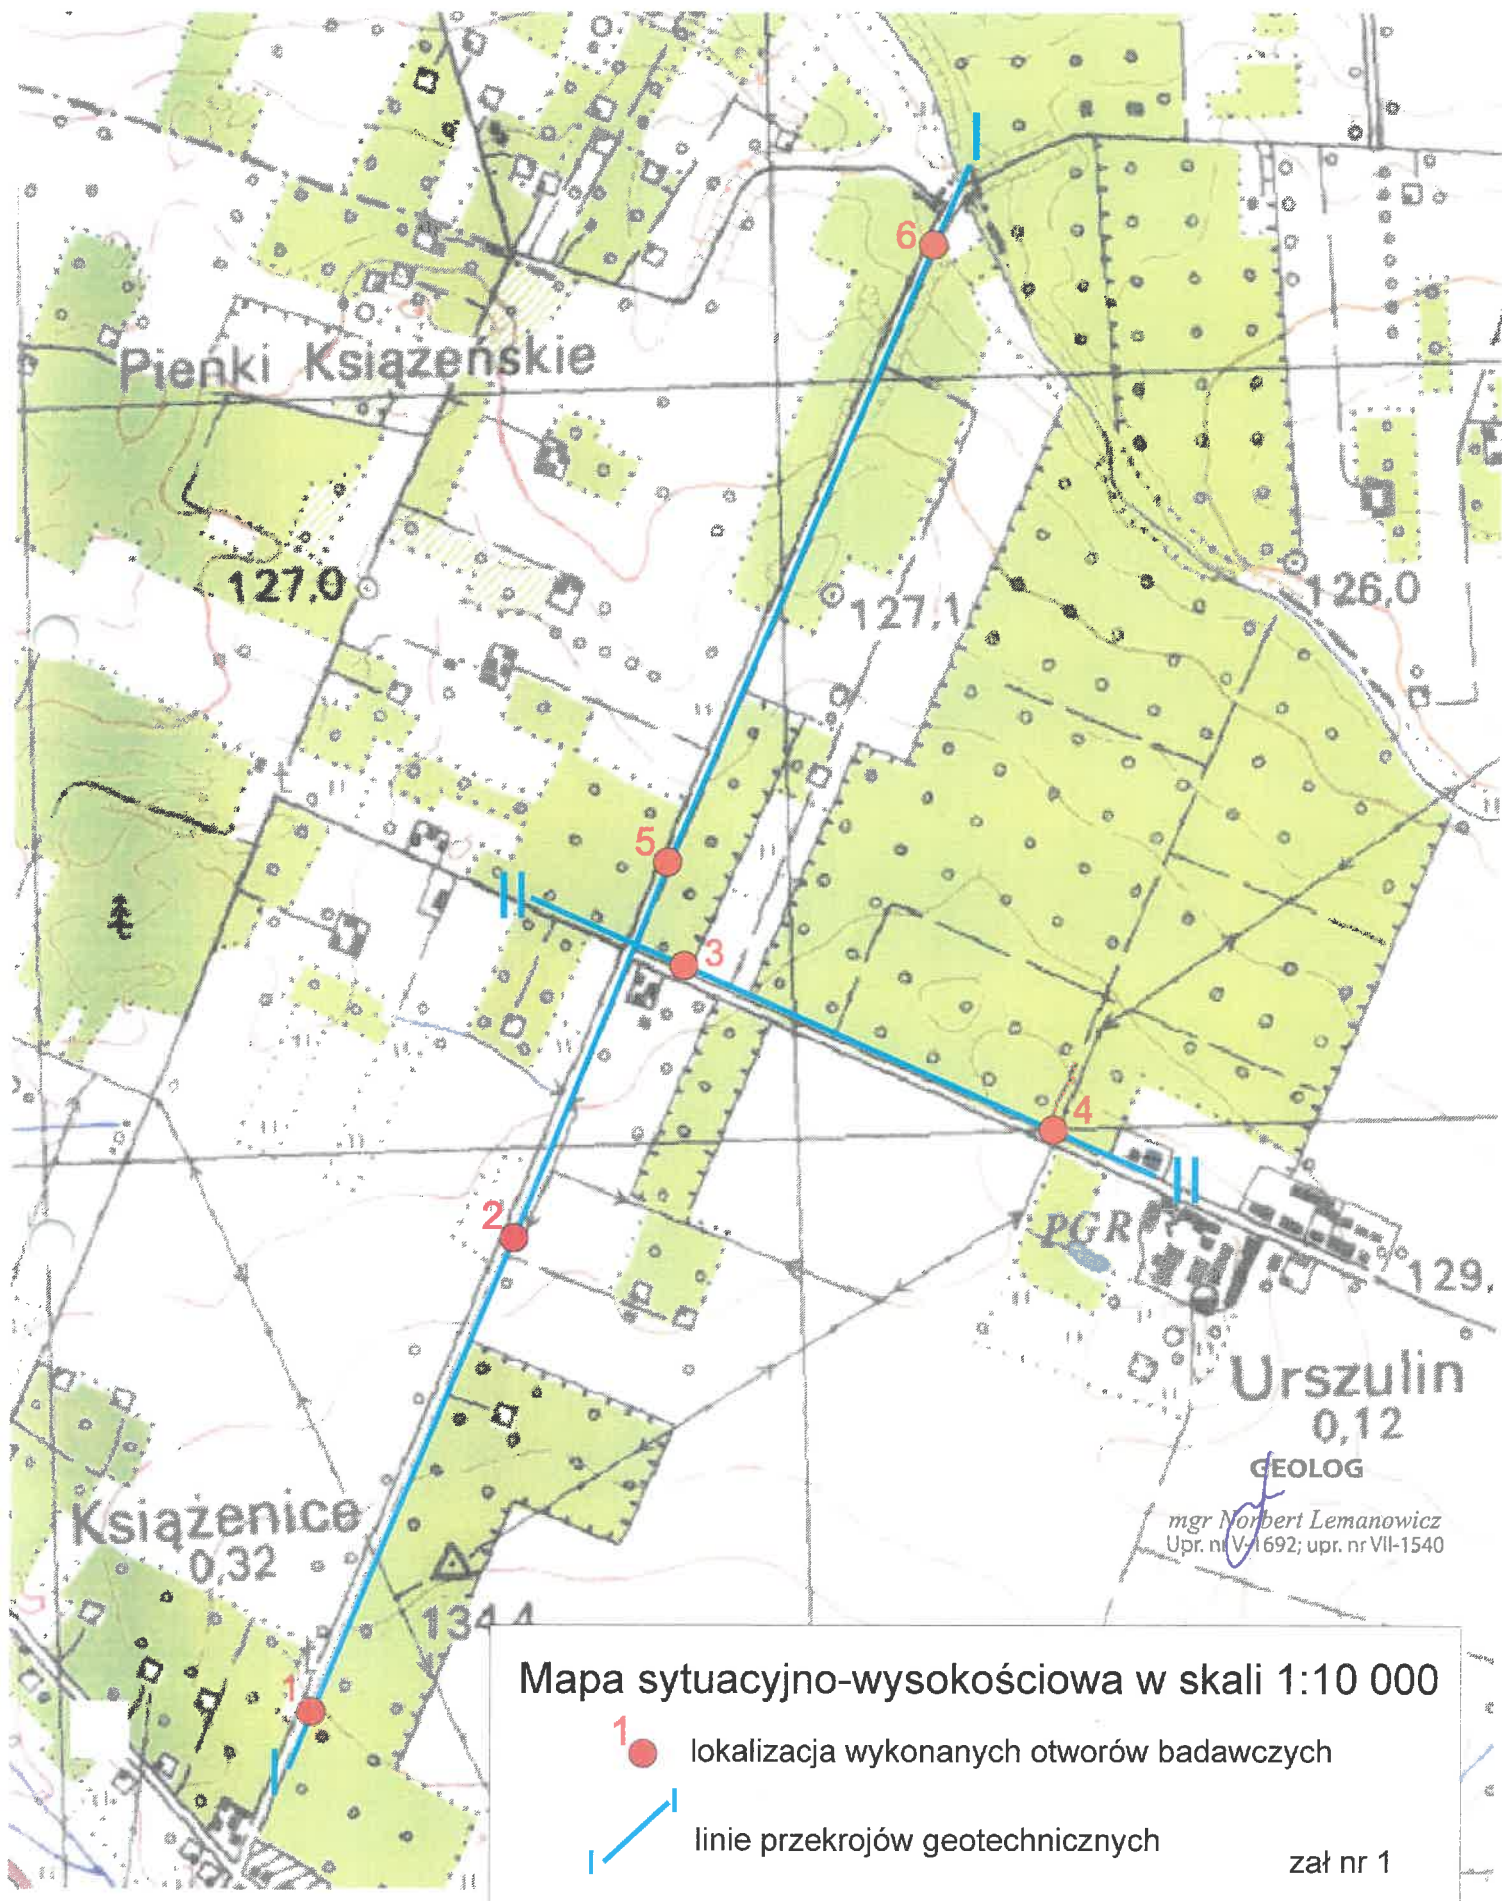 I
6
Pieńki Książeńskie
127,0
127,1
126,0
5
II
3
4
II
2
PGR
129,
Urszulin
0,12
GEOLOG
mgr Norbert Lemanowicz
Upr. nr V-1692; upr. nr VII-1540
Książenice
0,32
134,4
1
I
Mapa sytuacyjno-wysokościowa w skali 1:10 000
1
lokalizacja wykonanych otworów badawczych
I
linie przekrojów geotechnicznych
I
zał nr 1